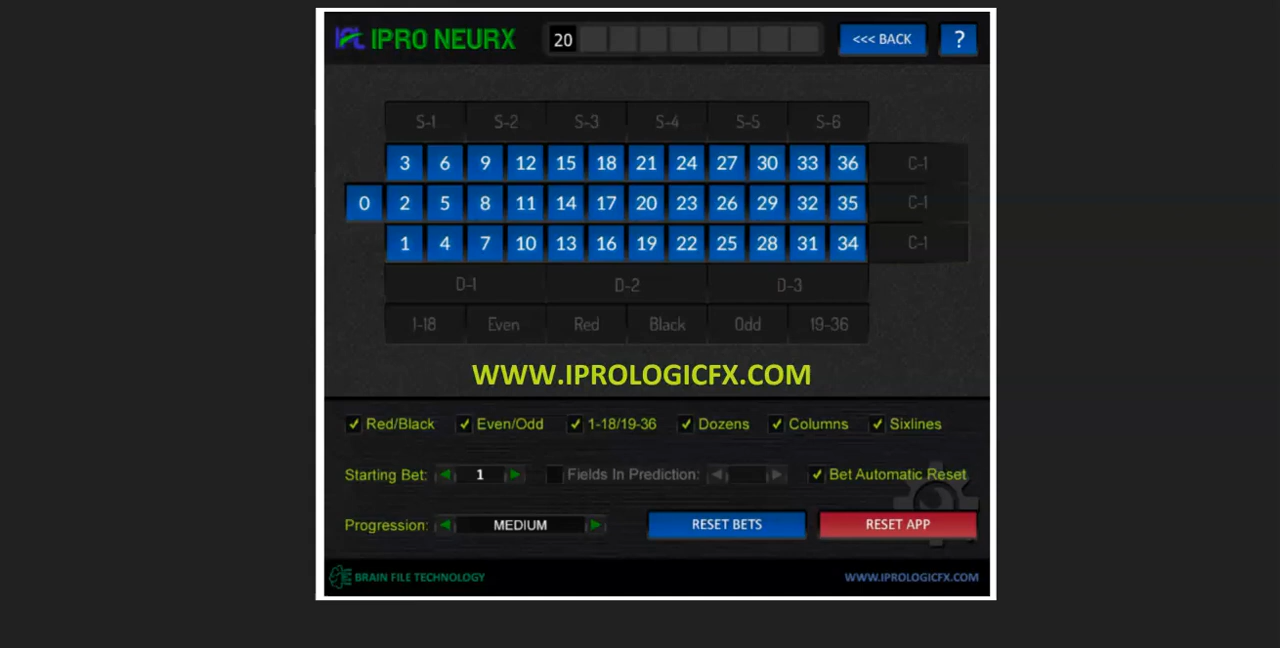 IPRO NEURX 20 <<< BACK ?
S-1 S-2 S-3 S-4 S-5 S-6
3 6 9 12 15 18 21 24 27 30 33 36 C-1
0 2 5 8 11 14 17 20 23 26 29 32 35 C-1
1 4 7 10 13 16 19 22 25 28 31 34 C-1
D-1 D-2 D-3
1-18 Even Red Black Odd 19-36
WWW.IPROLOGICFX.COM
Red/Black Even/Odd 1-18/19-36 Dozens Columns Sixlines
Starting Bet: 1 Fields In Prediction: Bet Automatic Reset
Progression: MEDIUM RESET BETS RESET APP
BRAIN FILE TECHNOLOGY WWW.IPROLOGICFX.COM